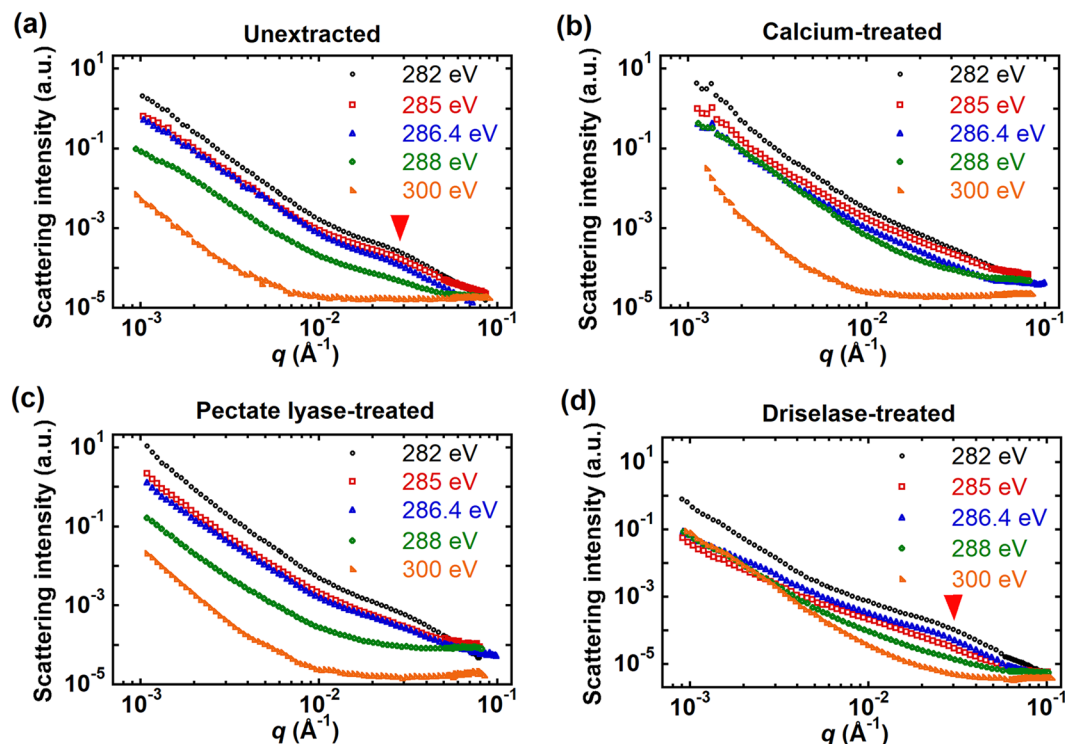 (a)
Unextracted
Scattering intensity (a.u.)
10^1
10^-1
10^-3
10^-5
282 eV
285 eV
286.4 eV
288 eV
300 eV
10^-3
10^-2
10^-1
q (Å^-1)
(b)
Calcium-treated
Scattering intensity (a.u.)
10^1
10^-1
10^-3
10^-5
282 eV
285 eV
286.4 eV
288 eV
300 eV
10^-3
10^-2
10^-1
q (Å^-1)
(c)
Pectate lyase-treated
Scattering intensity (a.u.)
10^1
10^-1
10^-3
10^-5
282 eV
285 eV
286.4 eV
288 eV
300 eV
10^-3
10^-2
10^-1
q (Å^-1)
(d)
Driselase-treated
Scattering intensity (a.u.)
10^1
10^-1
10^-3
10^-5
282 eV
285 eV
286.4 eV
288 eV
300 eV
10^-3
10^-2
10^-1
q (Å^-1)